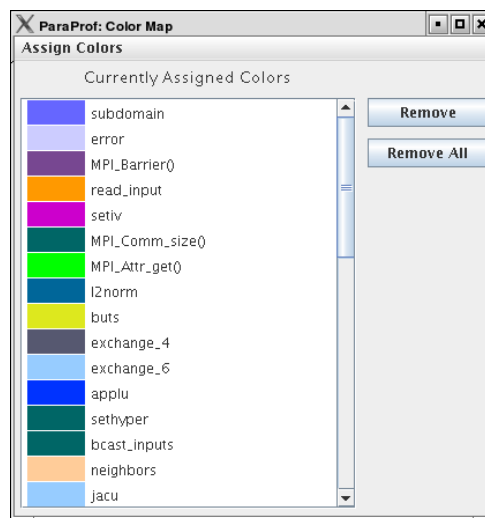 ParaProf: Color Map
Assign Colors
Currently Assigned Colors
subdomain
error
MPI_Barrier()
read_input
setiv
MPI_Comm_size()
MPI_Attr_get()
l2norm
buts
exchange_4
exchange_6
applu
sethyper
bcast_inputs
neighbors
jacu
Remove
Remove All